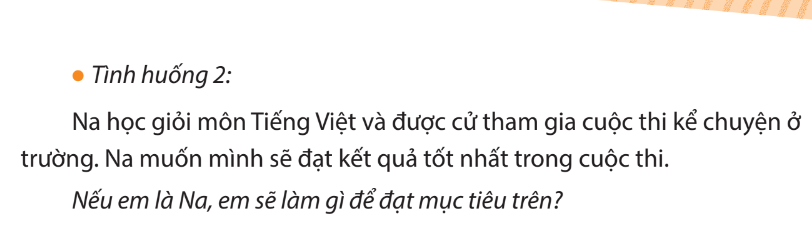 ● Tình huống 2:
Na học giỏi môn Tiếng Việt và được cử tham gia cuộc thi kể chuyện ở
trường. Na muốn mình sẽ đạt kết quả tốt nhất trong cuộc thi.
Nếu em là Na, em sẽ làm gì để đạt mục tiêu trên?